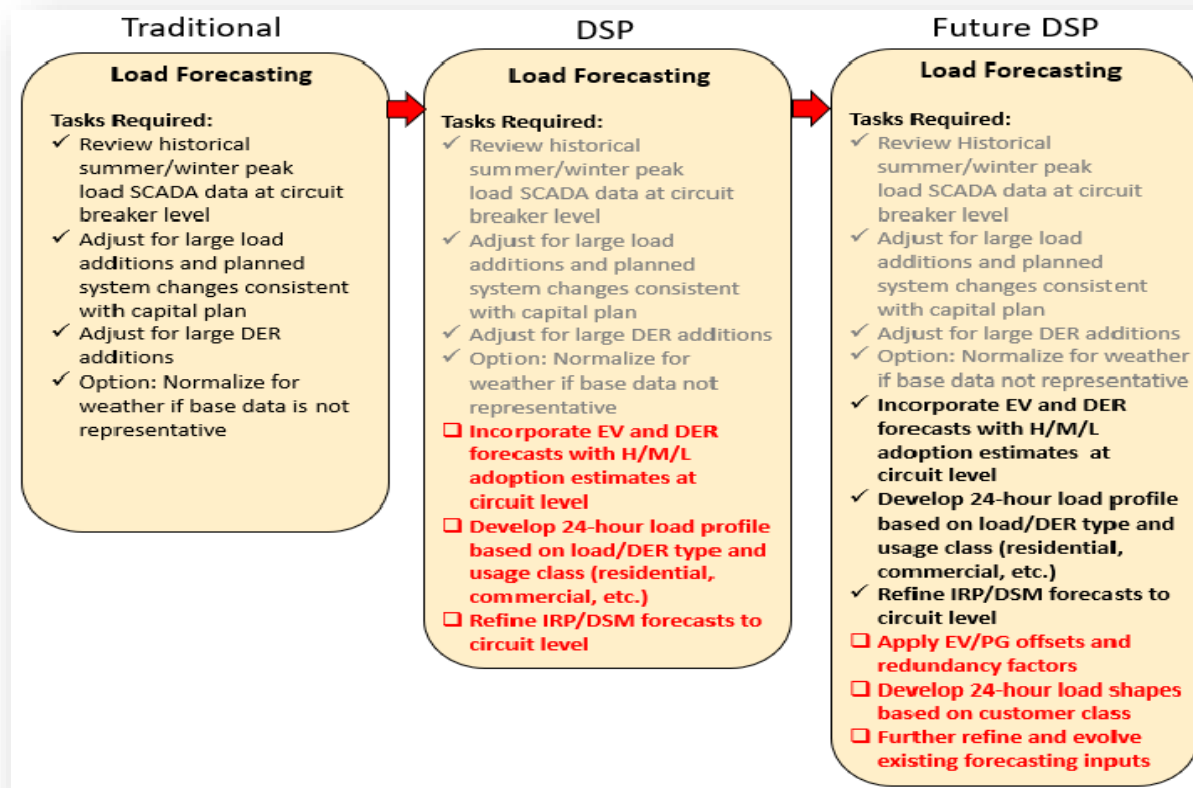 Traditional
Load Forecasting
Tasks Required:
✓ Review historical
summer/winter peak
load SCADA data at circuit
breaker level
✓ Adjust for large load
additions and planned
system changes consistent
with capital plan
✓ Adjust for large DER
additions
✓ Option: Normalize for
weather if base data is not
representative
DSP
Load Forecasting
Tasks Required:
✓ Review historical
summer/winter peak
load SCADA data at circuit
breaker level
✓ Adjust for large load
additions and planned
system changes consistent
with capital plan
✓ Adjust for large DER additions
✓ Option: Normalize for
weather if base data not
representative
❑ Incorporate EV and DER
forecasts with H/M/L
adoption estimates at
circuit level
❑ Develop 24-hour load profile
based on load/DER type and
usage class (residential,
commercial, etc.)
❑ Refine IRP/DSM forecasts to
circuit level
Future DSP
Load Forecasting
Tasks Required:
✓ Review Historical
summer/winter peak
load SCADA data at circuit
breaker level
✓ Adjust for large load
additions and planned
system changes consistent
with capital plan
✓ Adjust for large DER additions
✓ Option: Normalize for weather
if base data not representative
✓ Incorporate EV and DER
forecasts with H/M/L
adoption estimates at
circuit level
✓ Develop 24-hour load profile
based on load/DER type and
usage class (residential,
commercial, etc.)
✓ Refine IRP/DSM forecasts to
circuit level
❑ Apply EV/PG offsets and
redundancy factors
❑ Develop 24-hour load shapes
based on customer class
❑ Further refine and evolve
existing forecasting inputs